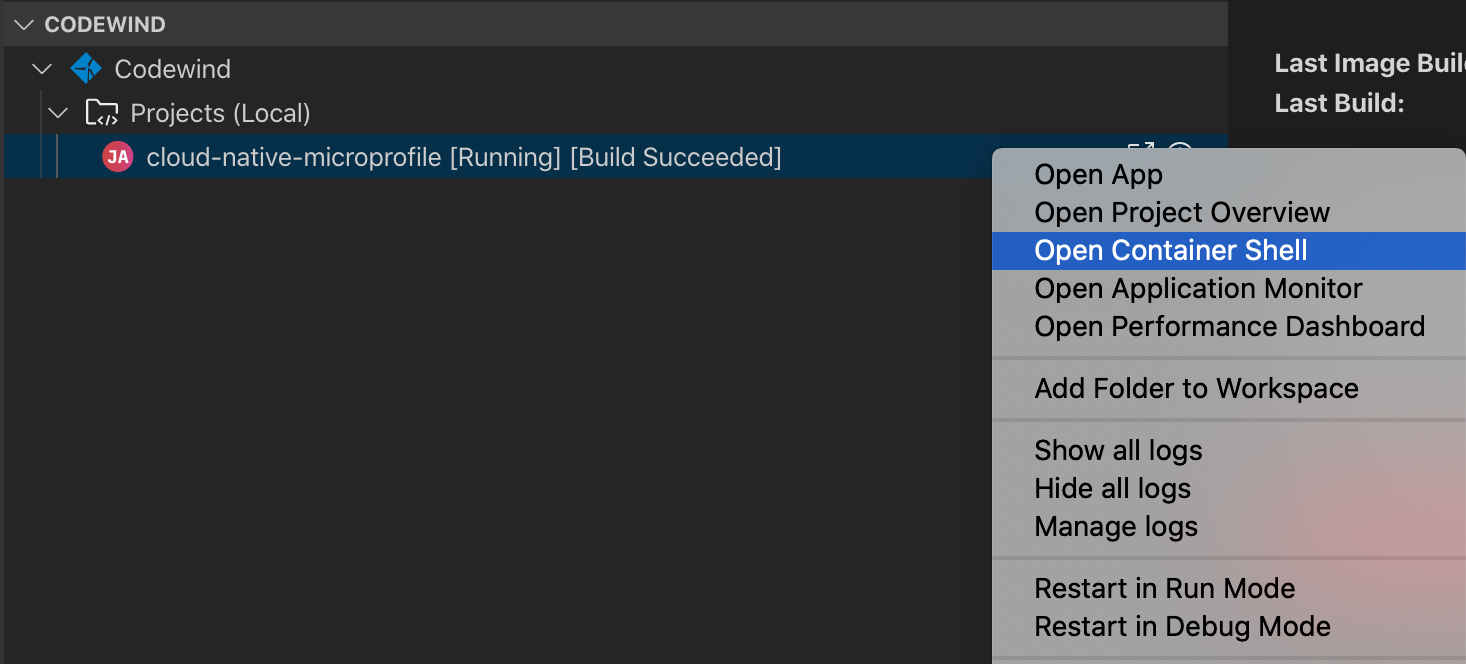 CODEWIND
Codewind
Projects (Local)
JA cloud-native-microprofile [Running] [Build Succeeded]
Last Image Buil
Last Build:
Open App
Open Project Overview
Open Container Shell
Open Application Monitor
Open Performance Dashboard
Add Folder to Workspace
Show all logs
Hide all logs
Manage logs
Restart in Run Mode
Restart in Debug Mode